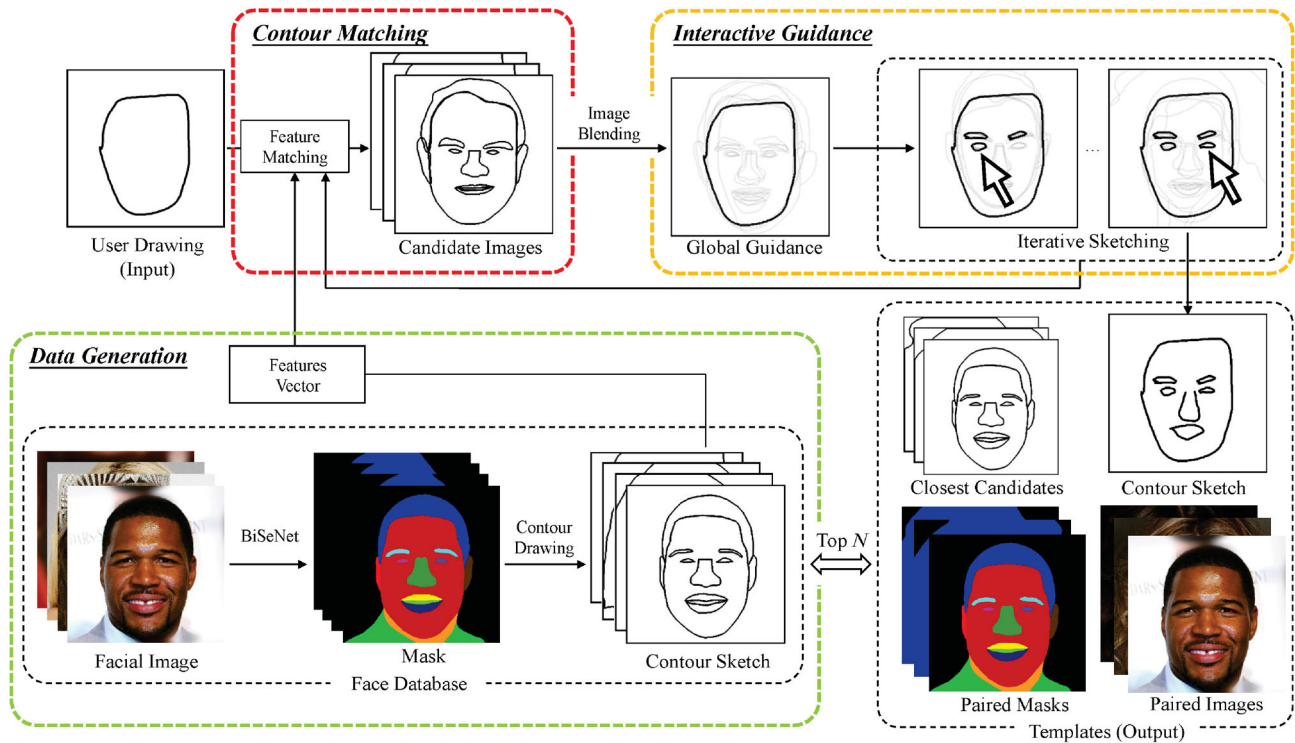 Contour Matching
Interactive Guidance
Feature
Matching
Image
Blending
...
User Drawing
(Input)
Candidate Images
Global Guidance
Iterative Sketching
Data Generation
Features
Vector
BiSeNet
Contour
Drawing
Facial Image
Mask
Contour Sketch
Face Database
Top N
Closest Candidates
Contour Sketch
Paired Masks
Paired Images
Templates (Output)